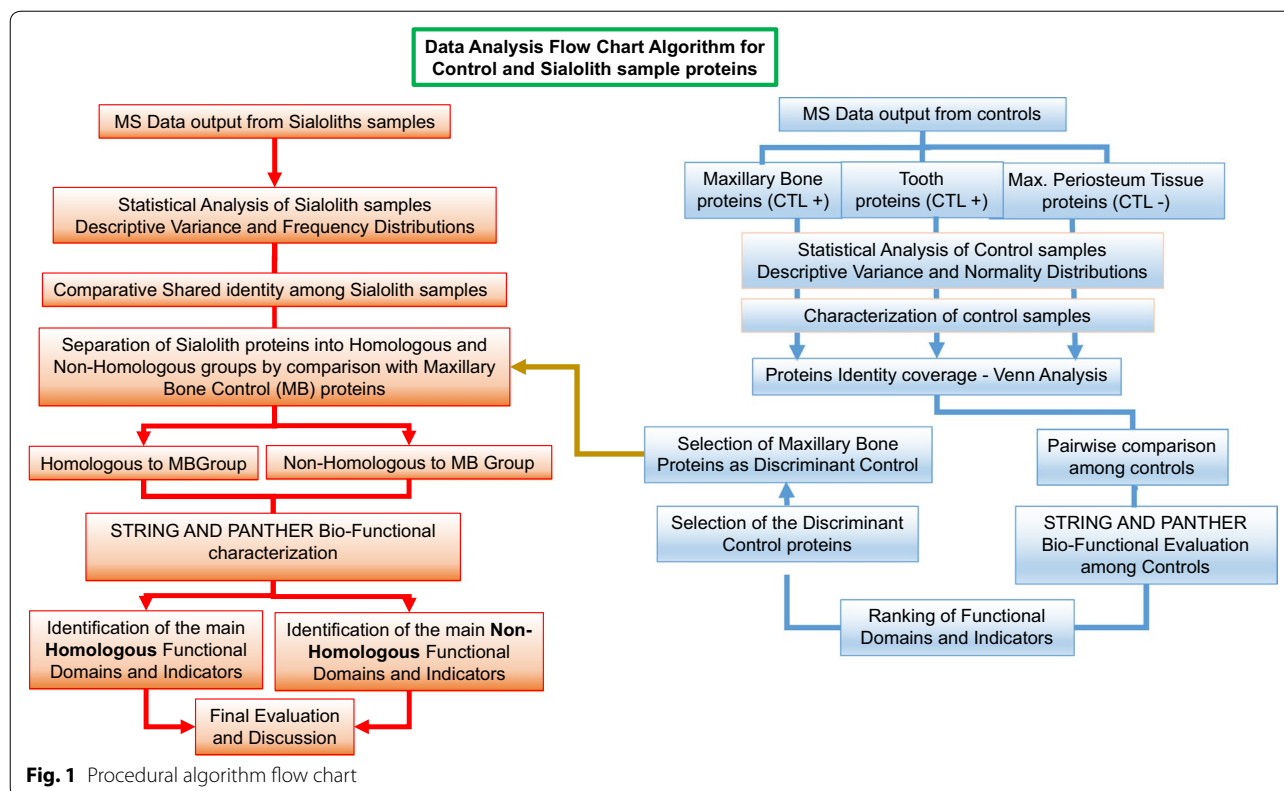 Data Analysis Flow Chart Algorithm for
Control and Sialolith sample proteins
MS Data output from Sialoliths samples
Statistical Analysis of Sialolith samples
Descriptive Variance and Frequency Distributions
Comparative Shared identity among Sialolith samples
Separation of Sialolith proteins into Homologous and
Non-Homologous groups by comparison with Maxillary
Bone Control (MB) proteins
Homologous to MBGroup
Non-Homologous to MB Group
STRING AND PANTHER Bio-Functional
characterization
Identification of the main
Homologous Functional
Domains and Indicators
Identification of the main Non-
Homologous Functional
Domains and Indicators
Final Evaluation
and Discussion
MS Data output from controls
Maxillary Bone
proteins (CTL +)
Tooth
proteins (CTL +)
Max. Periosteum Tissue
proteins (CTL -)
Statistical Analysis of Control samples
Descriptive Variance and Normality Distributions
Characterization of control samples
Proteins Identity coverage - Venn Analysis
Pairwise comparison
among controls
STRING AND PANTHER
Bio-Functional Evaluation
among Controls
Ranking of Functional
Domains and Indicators
Selection of the Discriminant
Control proteins
Selection of Maxillary Bone
Proteins as Discriminant Control
Fig. 1 Procedural algorithm flow chart